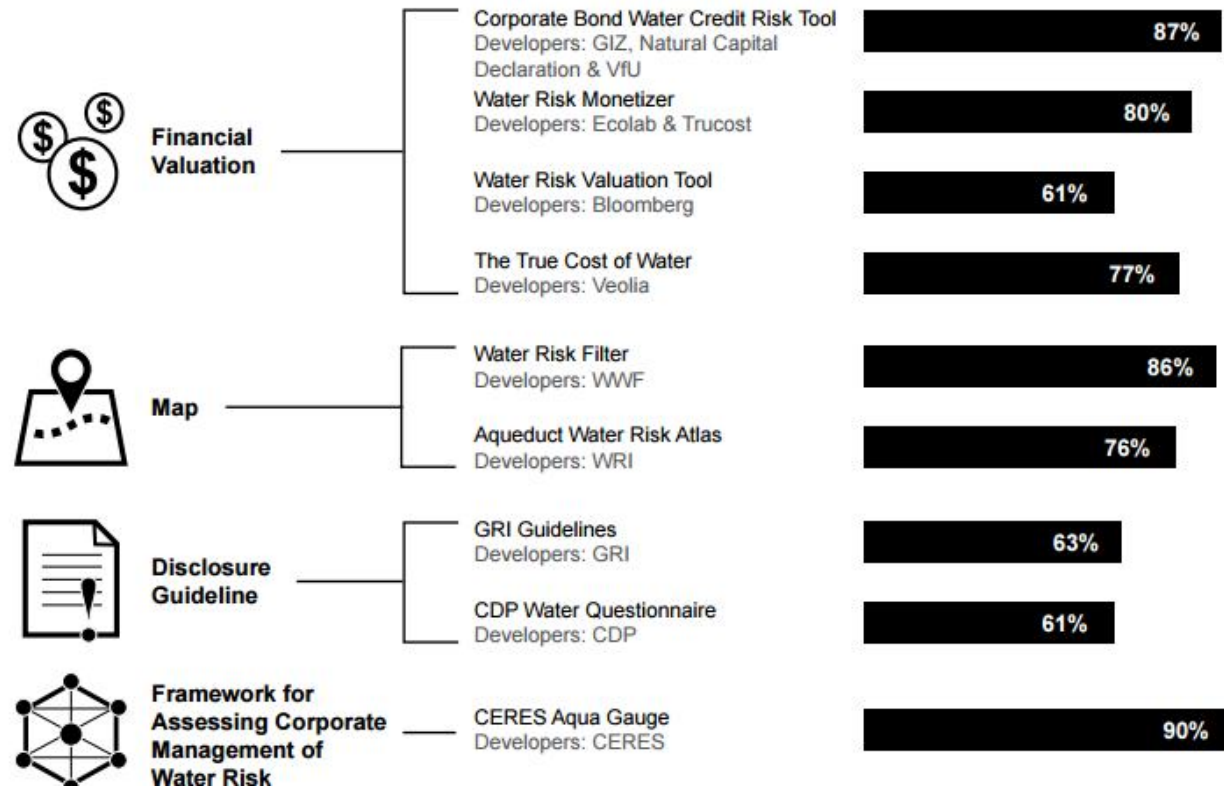 Corporate Bond Water Credit Risk Tool
Developers: GIZ, Natural Capital
Declaration & VfU
87%
Water Risk Monetizer
Developers: Ecolab & Trucost
80%
$
$
$
Financial
Valuation
Water Risk Valuation Tool
Developers: Bloomberg
61%
The True Cost of Water
Developers: Veolia
77%
Water Risk Filter
Developers: WWF
86%
Map
Aqueduct Water Risk Atlas
Developers: WRI
76%
GRI Guidelines
Developers: GRI
63%
Disclosure
Guideline
CDP Water Questionnaire
Developers: CDP
61%
Framework for
Assessing Corporate
Management of
Water Risk
CERES Aqua Gauge
Developers: CERES
90%